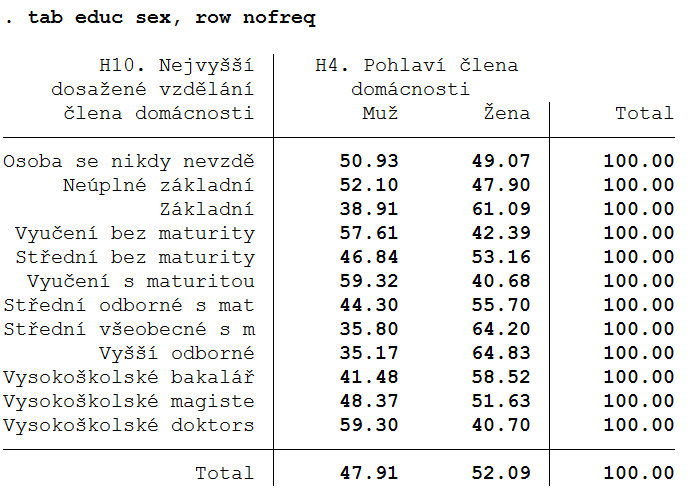 . tab educ sex, row nofreq
H10. Nejvyšší H4. Pohlaví člena
dosažené vzdělání domácnosti
člena domácnosti Muž Žena Total
Osoba se nikdy nevzdě 50.93 49.07 100.00
Neúplné základní 52.10 47.90 100.00
Základní 38.91 61.09 100.00
Vyučení bez maturity 57.61 42.39 100.00
Střední bez maturity 46.84 53.16 100.00
Vyučení s maturitou 59.32 40.68 100.00
Střední odborné s mat 44.30 55.70 100.00
Střední všeobecné s m 35.80 64.20 100.00
Vyšší odborné 35.17 64.83 100.00
Vysokoškolské bakalář 41.48 58.52 100.00
Vysokoškolské magiste 48.37 51.63 100.00
Vysokoškolské doktors 59.30 40.70 100.00
Total 47.91 52.09 100.00